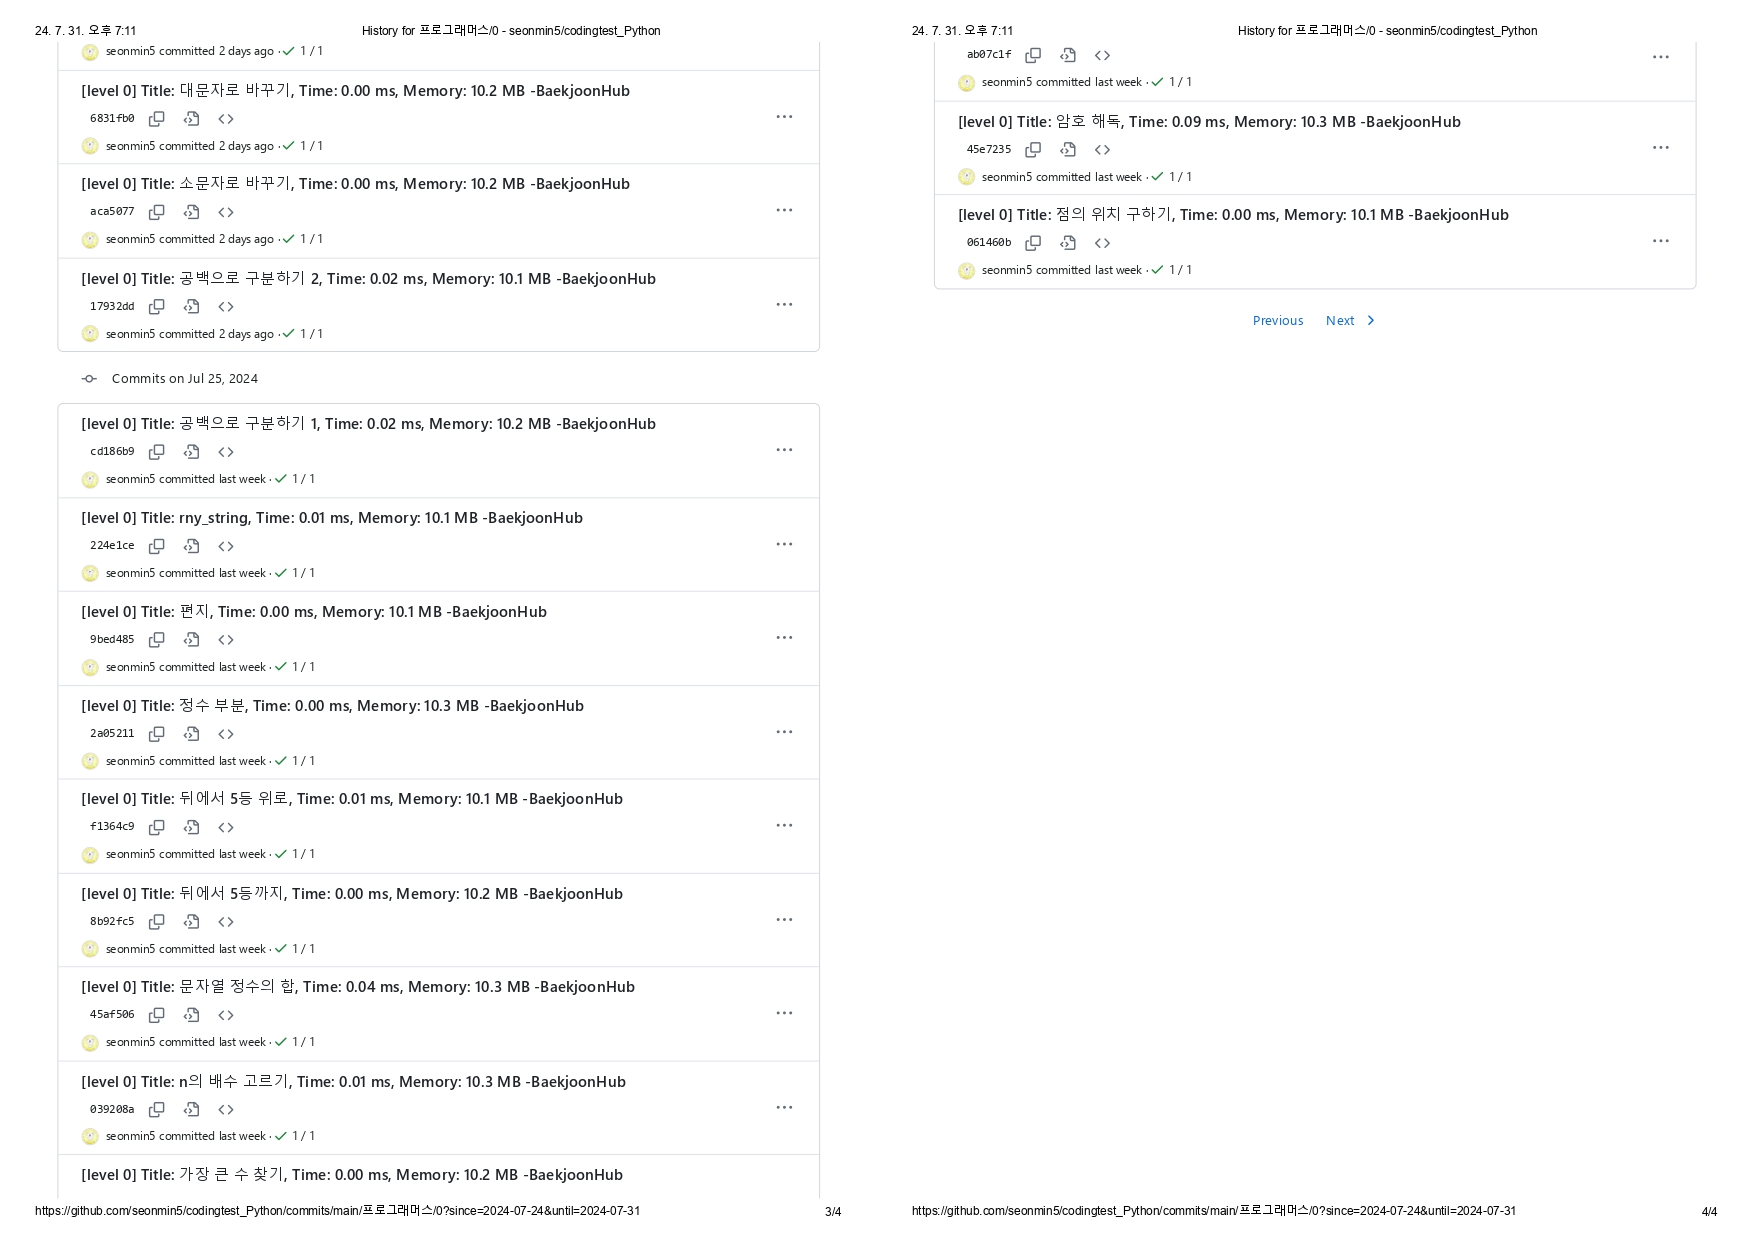 24. 7. 31. 오후 7:11 History for 프로그래머스/0 - seonmin5/codingtest_Python
seonmin5 committed 2 days ago · 1 / 1
[level 0] Title: 대문자로 바꾸기, Time: 0.00 ms, Memory: 10.2 MB -BaekjoonHub
6831fb0
seonmin5 committed 2 days ago · 1 / 1
[level 0] Title: 소문자로 바꾸기, Time: 0.00 ms, Memory: 10.2 MB -BaekjoonHub
aca5077
seonmin5 committed 2 days ago · 1 / 1
[level 0] Title: 공백으로 구분하기 2, Time: 0.02 ms, Memory: 10.1 MB -BaekjoonHub
17932dd
seonmin5 committed 2 days ago · 1 / 1
Commits on Jul 25, 2024
[level 0] Title: 공백으로 구분하기 1, Time: 0.02 ms, Memory: 10.2 MB -BaekjoonHub
cd186b9
seonmin5 committed last week · 1 / 1
[level 0] Title: rny_string, Time: 0.01 ms, Memory: 10.1 MB -BaekjoonHub
224e1ce
seonmin5 committed last week · 1 / 1
[level 0] Title: 편지, Time: 0.00 ms, Memory: 10.1 MB -BaekjoonHub
9bed485
seonmin5 committed last week · 1 / 1
[level 0] Title: 정수 부분, Time: 0.00 ms, Memory: 10.3 MB -BaekjoonHub
2a05211
seonmin5 committed last week · 1 / 1
[level 0] Title: 뒤에서 5등 위로, Time: 0.01 ms, Memory: 10.1 MB -BaekjoonHub
f1364c9
seonmin5 committed last week · 1 / 1
[level 0] Title: 뒤에서 5등까지, Time: 0.00 ms, Memory: 10.2 MB -BaekjoonHub
8b92fc5
seonmin5 committed last week · 1 / 1
[level 0] Title: 문자열 정수의 합, Time: 0.04 ms, Memory: 10.3 MB -BaekjoonHub
45af506
seonmin5 committed last week · 1 / 1
[level 0] Title: n의 배수 고르기, Time: 0.01 ms, Memory: 10.3 MB -BaekjoonHub
039208a
seonmin5 committed last week · 1 / 1
[level 0] Title: 가장 큰 수 찾기, Time: 0.00 ms, Memory: 10.2 MB -BaekjoonHub
https://github.com/seonmin5/codingtest_Python/commits/main/프로그래머스/0?since=2024-07-24&until=2024-07-31 3/4
24. 7. 31. 오후 7:11 History for 프로그래머스/0 - seonmin5/codingtest_Python
ab07c1f
seonmin5 committed last week · 1 / 1
[level 0] Title: 암호 해독, Time: 0.09 ms, Memory: 10.3 MB -BaekjoonHub
45e7235
seonmin5 committed last week · 1 / 1
[level 0] Title: 점의 위치 구하기, Time: 0.00 ms, Memory: 10.1 MB -BaekjoonHub
061460b
seonmin5 committed last week · 1 / 1
Previous Next
https://github.com/seonmin5/codingtest_Python/commits/main/프로그래머스/0?since=2024-07-24&until=2024-07-31 4/4